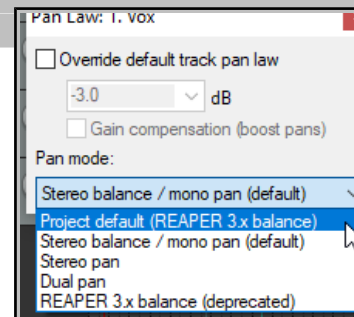 Pan Law: 1. Vox
Override default track pan law
-3.0 dB
Gain compensation (boost pans)
Pan mode:
Stereo balance / mono pan (default)
Project default (REAPER 3.x balance)
Stereo balance / mono pan (default)
Stereo pan
Dual pan
REAPER 3.x balance (deprecated)